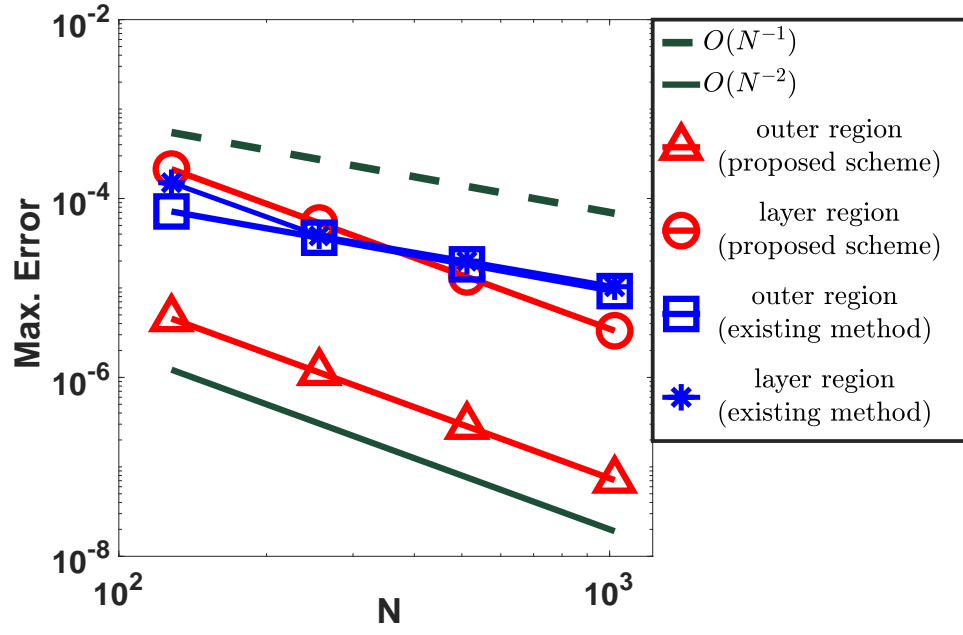 10^{-2}
10^{-4}
10^{-6}
10^{-8}
Max. Error
10^2
10^3
N
O(N^{-1})
O(N^{-2})
outer region
(proposed scheme)
layer region
(proposed scheme)
outer region
(existing method)
layer region
(existing method)